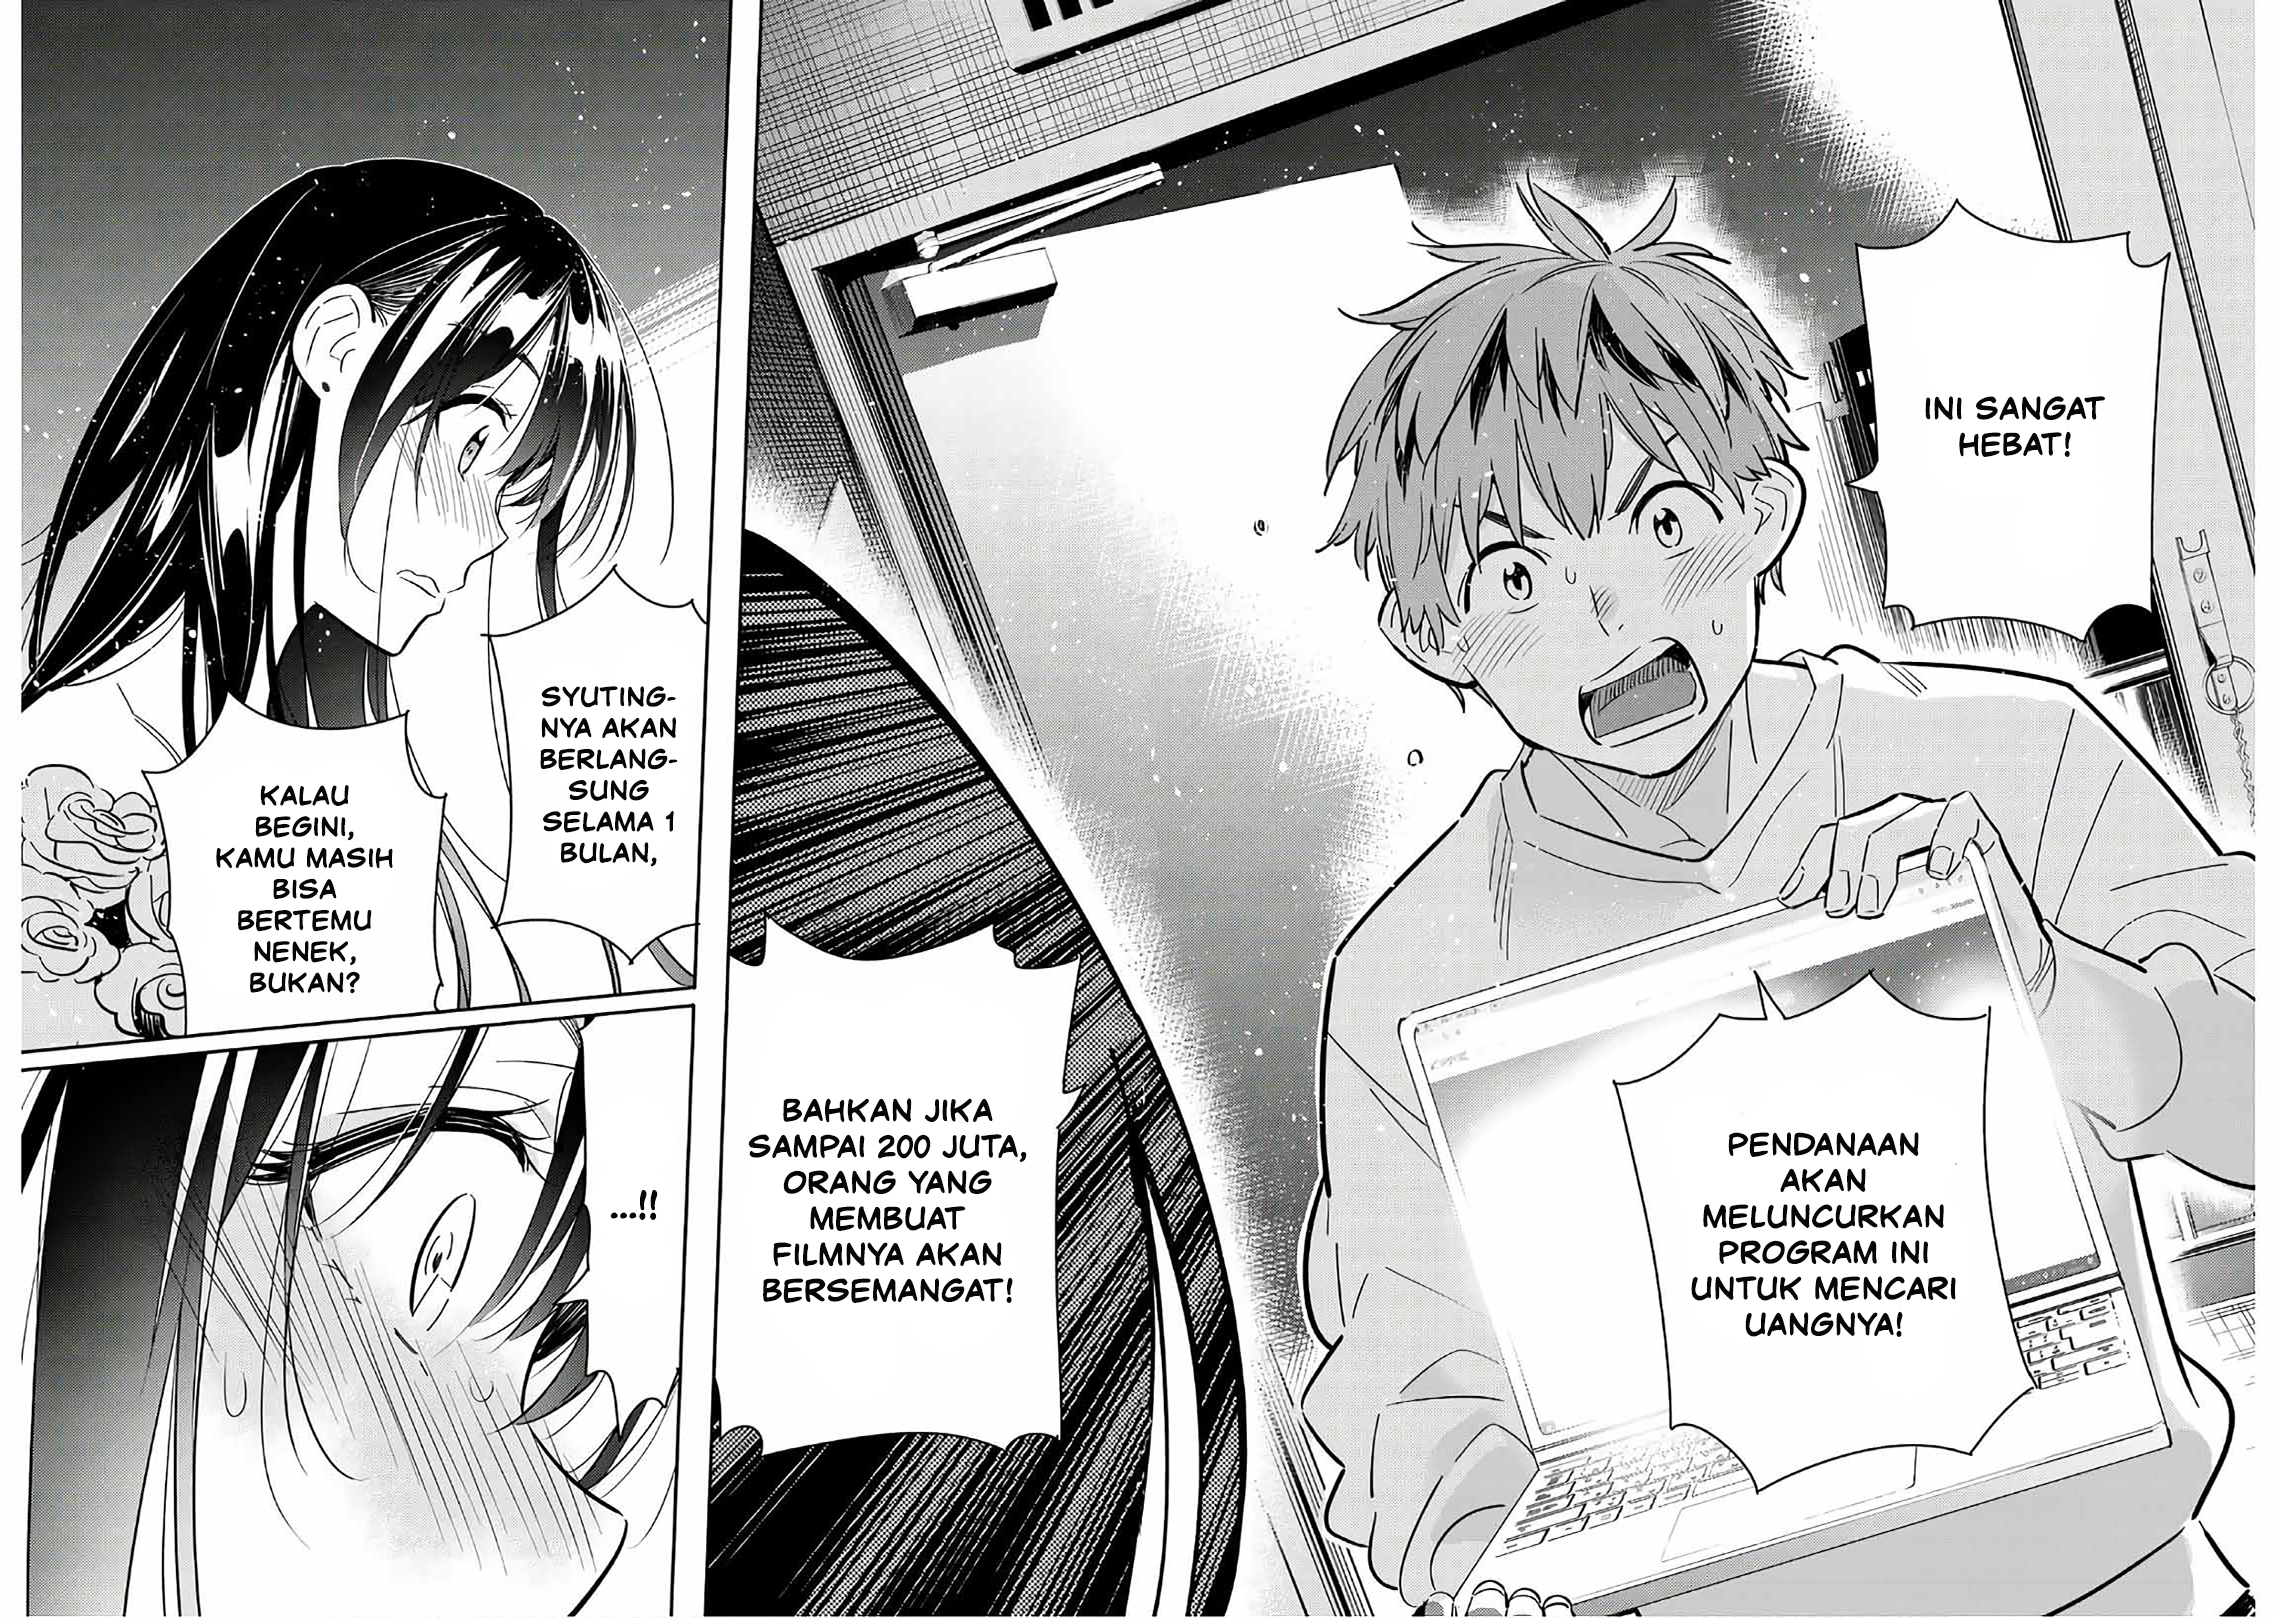 INI SANGAT
HEBAT!
PENDANAAN
AKAN
MELUNCURKAN
PROGRAM INI
UNTUK MENCARI
UANGNYA!
BAHKAN JIKA
SAMPAI 200 JUTA,
ORANG YANG
MEMBUAT
FILMNYA AKAN
BERSEMANGAT!
SYUTING-
NYA AKAN
BERLANG-
SUNG
SELAMA 1
BULAN,
KALAU
BEGINI,
KAMU MASIH
BISA
BERTEMU
NENEK,
BUKAN?
...!!